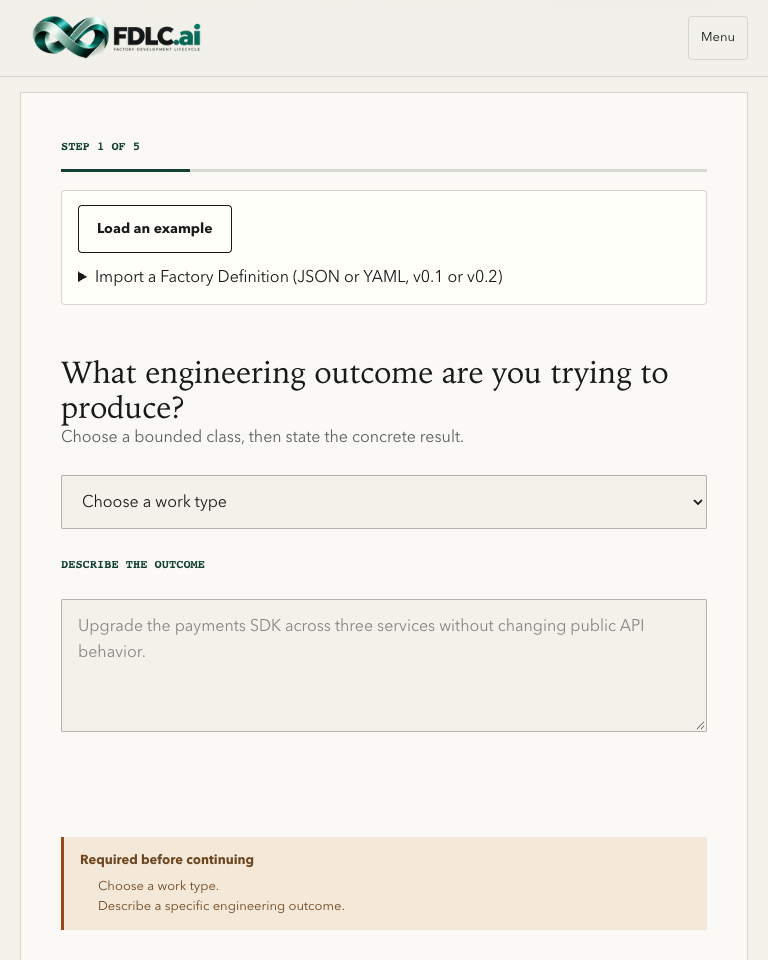 FDLC.ai
FACTORY DEVELOPMENT LIFECYCLE
Menu
STEP 1 OF 5
Load an example
Import a Factory Definition (JSON or YAML, v0.1 or v0.2)
What engineering outcome are you trying to
produce?
Choose a bounded class, then state the concrete result.
Choose a work type
DESCRIBE THE OUTCOME
Upgrade the payments SDK across three services without changing public API
behavior.
Required before continuing
Choose a work type.
Describe a specific engineering outcome.